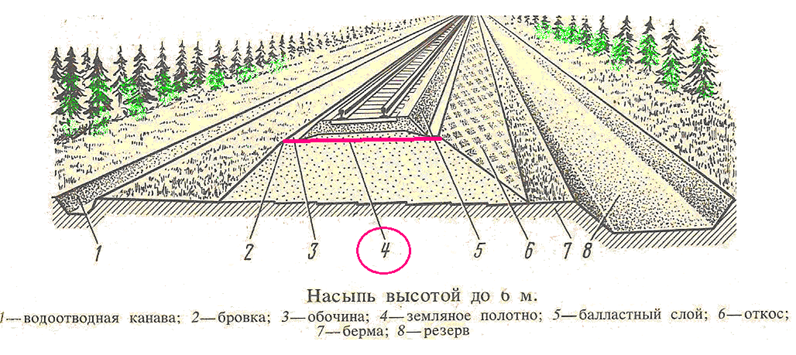 1 2 3 4 5 6 7 8
Насыпь высотой до 6 м.
1—водоотводная канава; 2—бровка; 3—обочина; 4—земляное полотно; 5—балластный слой; 6—откос;
7—берма; 8—резерв